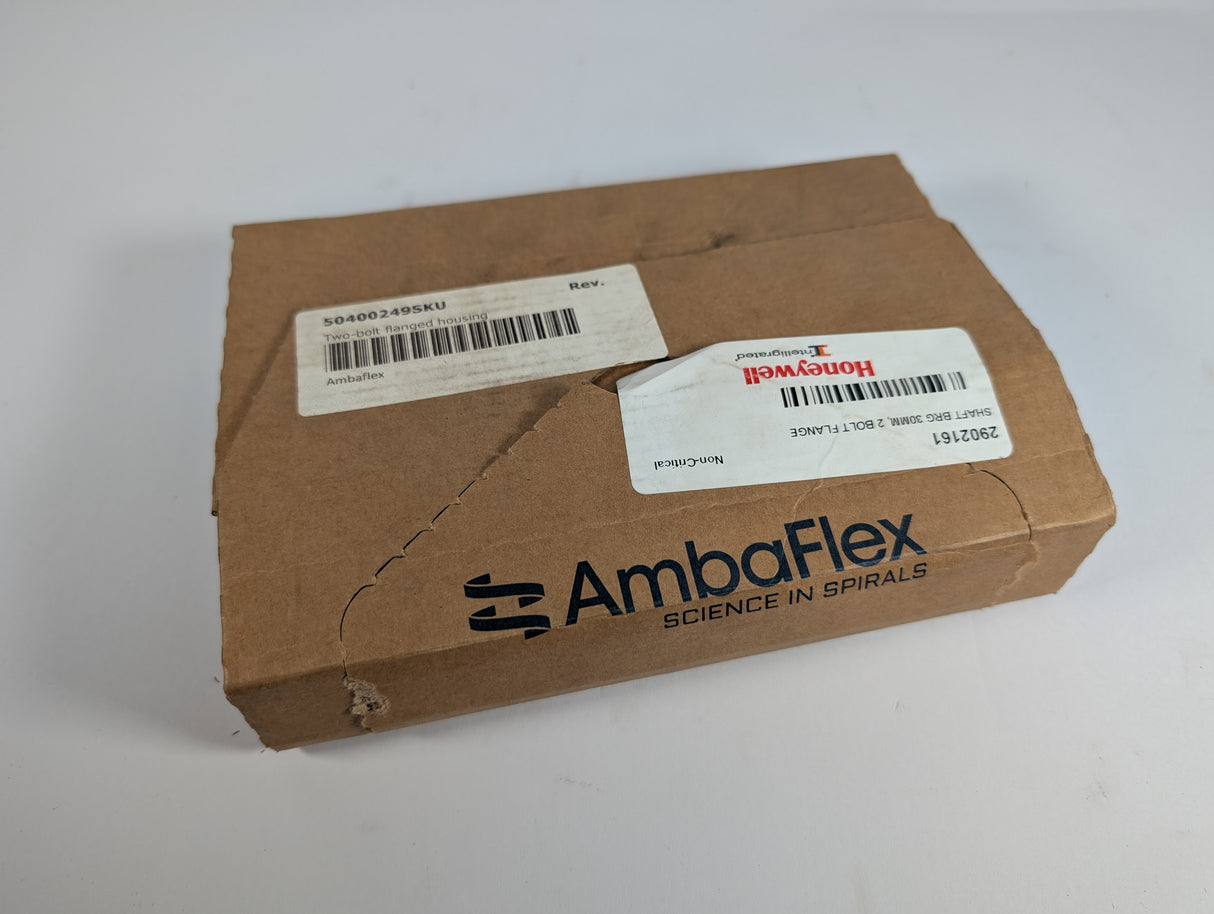 504002495KU
Rev.
Two-bolt flanged housing
Ambaflex
2902161
SHAFT BRG 30MM, 2 BOLT FLANGE
Non-Critical
Honeywell
Intelligrated
AmbaFlex
SCIENCE IN SPIRALS